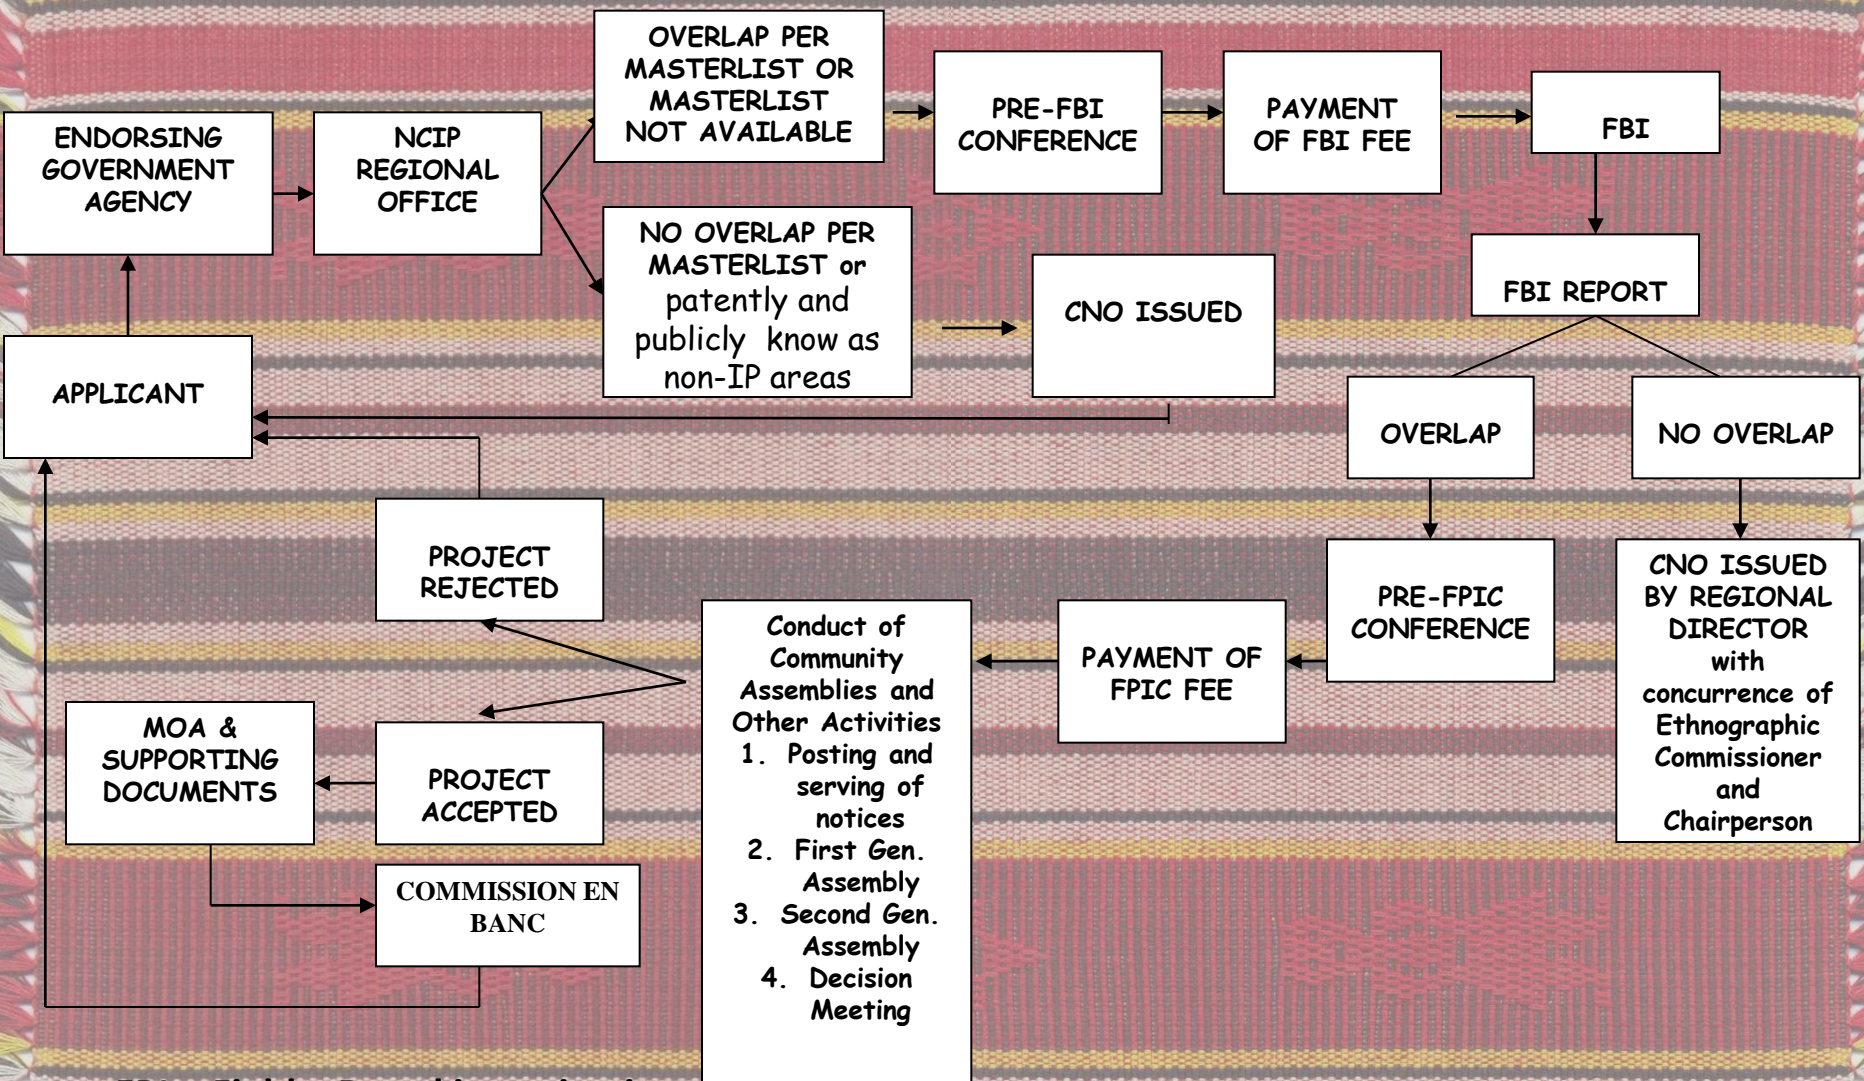 OVERLAP PER
MASTERLIST OR
MASTERLIST
NOT AVAILABLE
PRE-FBI
CONFERENCE
PAYMENT
OF FBI FEE
FBI
ENDORSING
GOVERNMENT
AGENCY
NCIP
REGIONAL
OFFICE
NO OVERLAP PER
MASTERLIST or
patently and
publicly know as
non-IP areas
CNO ISSUED
FBI REPORT
APPLICANT
OVERLAP
NO OVERLAP
PROJECT
REJECTED
PRE-FPIC
CONFERENCE
CNO ISSUED
BY REGIONAL
DIRECTOR
with
concurrence of
Ethnographic
Commissioner
and
Chairperson
PAYMENT OF
FPIC FEE
Conduct of
Community
Assemblies and
Other Activities
1. Posting and
serving of
notices
2. First Gen.
Assembly
3. Second Gen.
Assembly
4. Decision
Meeting
MOA &
SUPPORTING
DOCUMENTS
PROJECT
ACCEPTED
COMMISSION EN
BANC